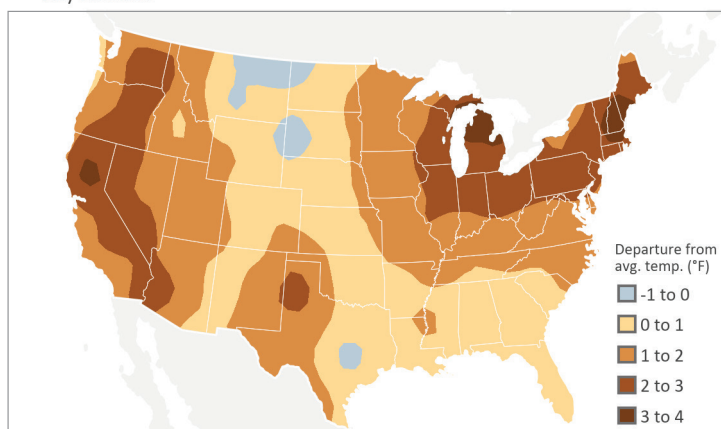 Departure from
avg. temp. (°F)
-1 to 0
0 to 1
1 to 2
2 to 3
3 to 4